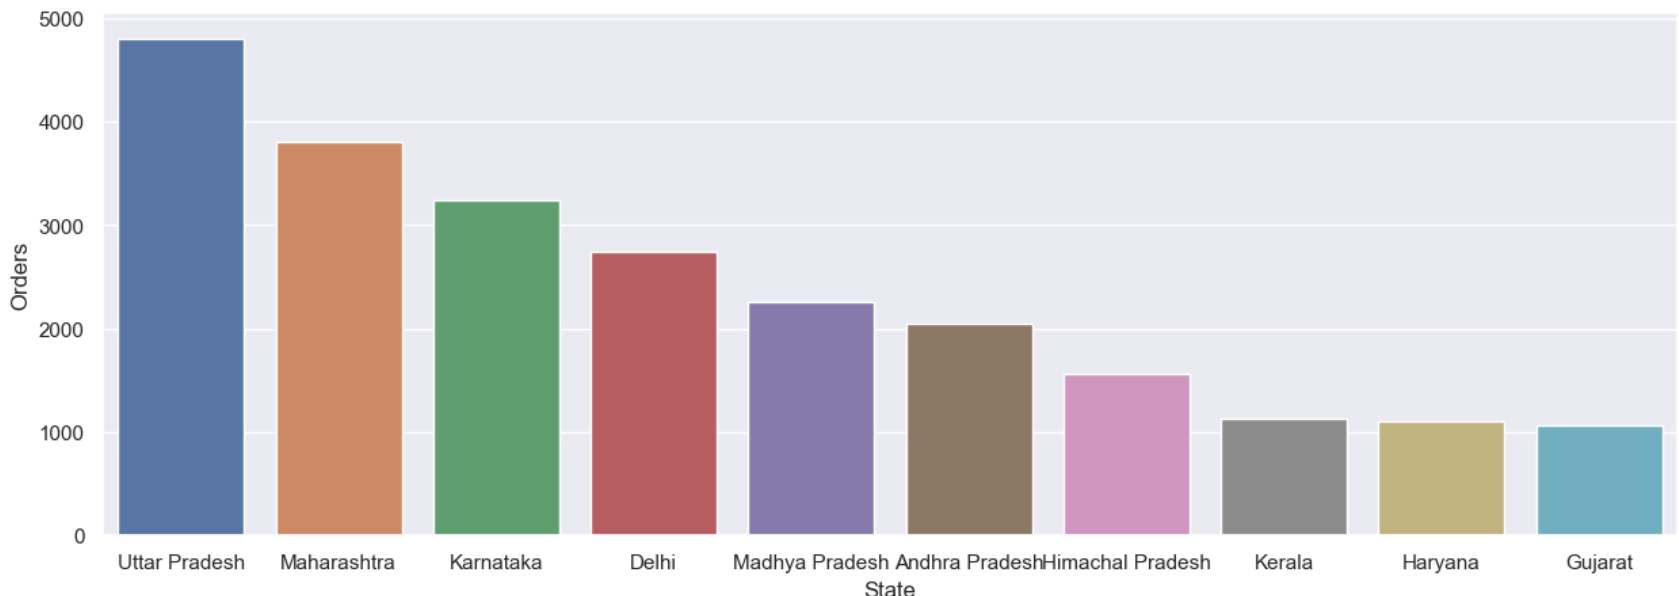 5000
4000
3000
2000
1000
0
Orders
Uttar Pradesh Maharashtra Karnataka Delhi Madhya Pradesh Andhra Pradesh Himachal Pradesh Kerala Haryana Gujarat
State